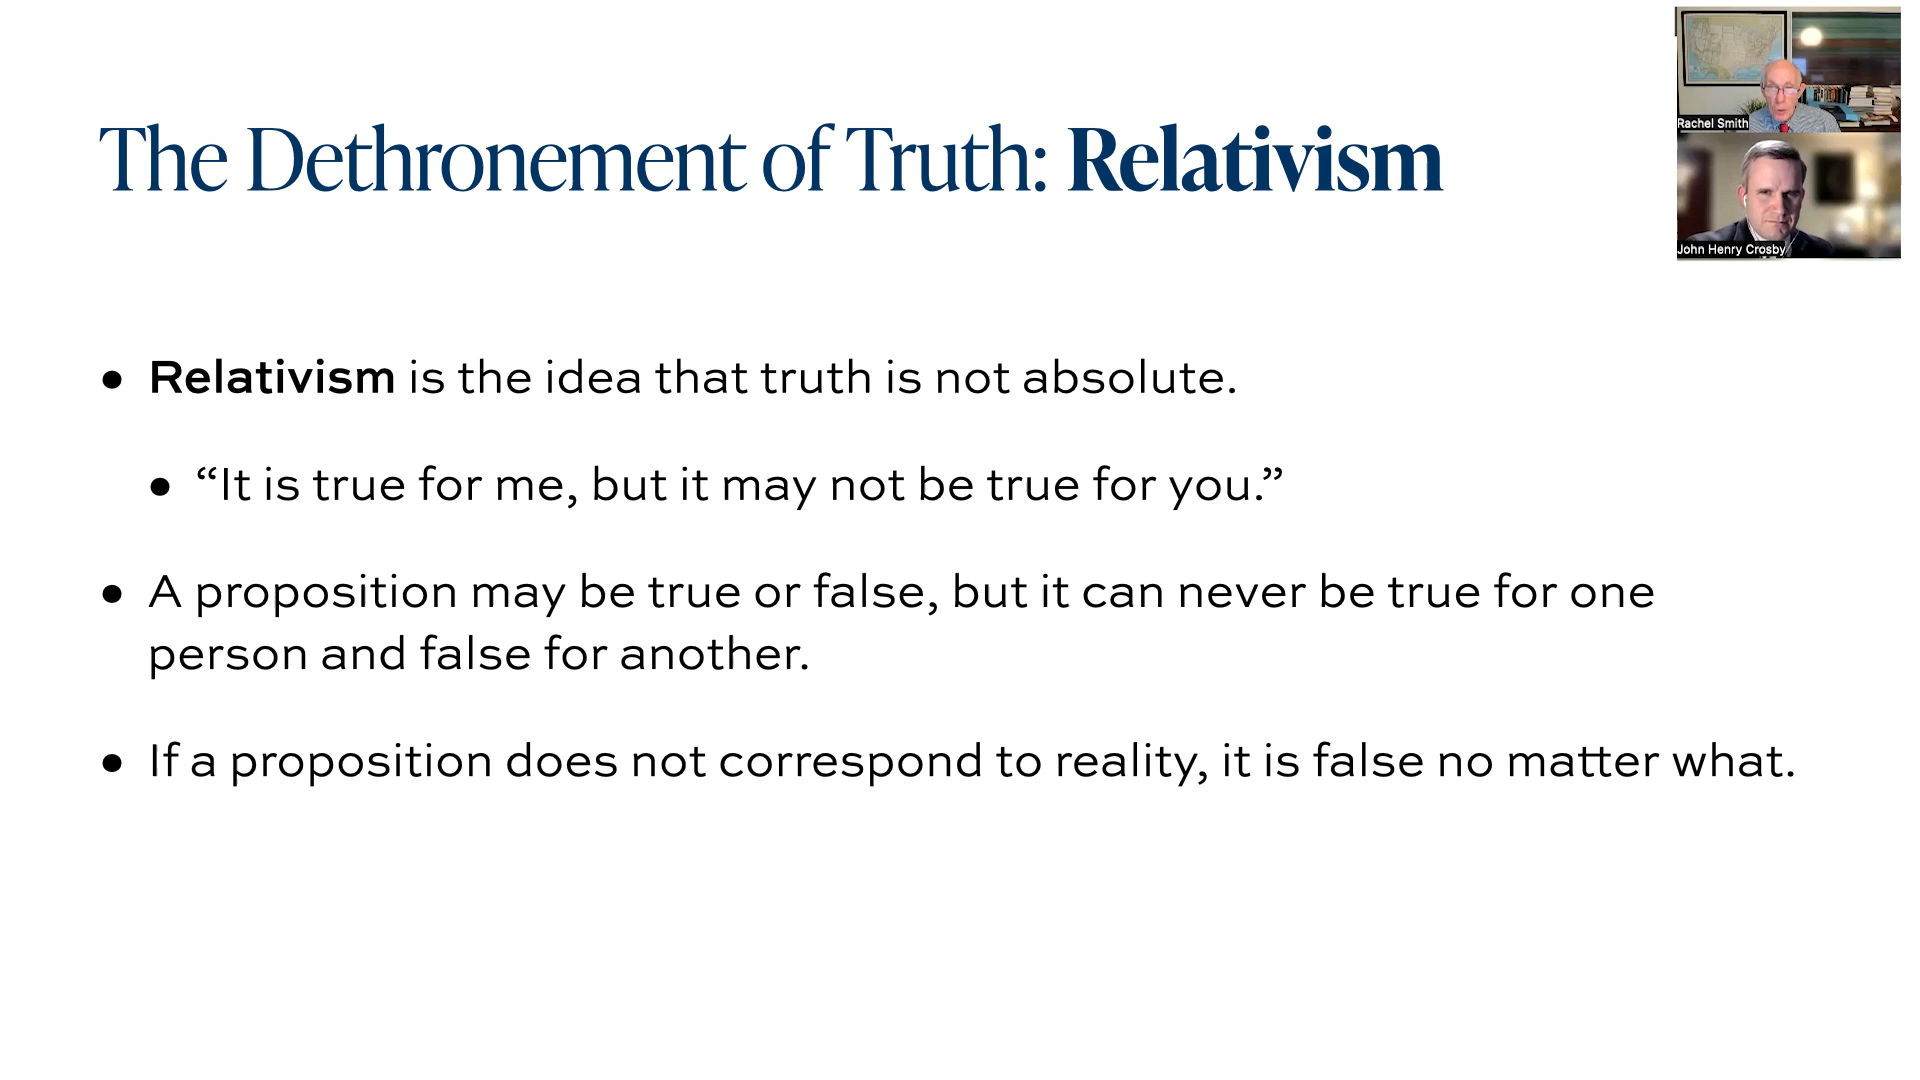 The Dethronement of Truth: Relativism
Rachel Smith
John Henry Crosby
• Relativism is the idea that truth is not absolute.
• “It is true for me, but it may not be true for you.”
• A proposition may be true or false, but it can never be true for one
person and false for another.
• If a proposition does not correspond to reality, it is false no matter what.